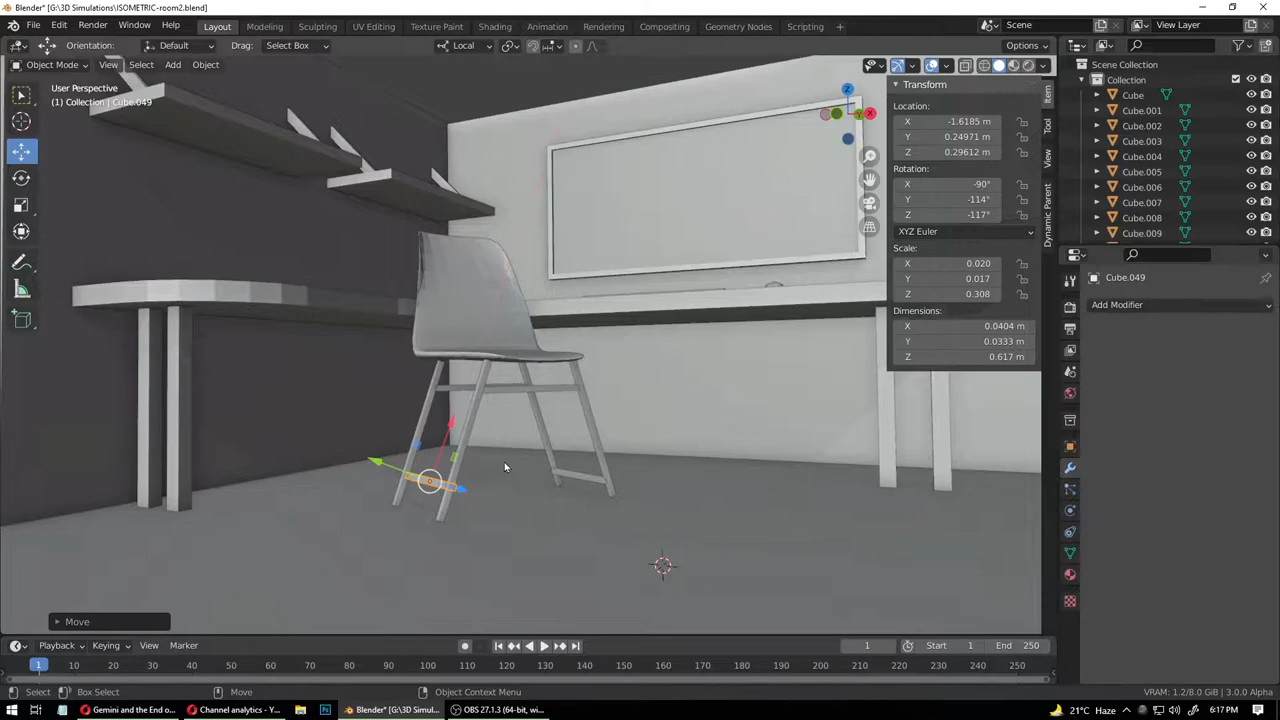 Blender* [G:\3D Simulations\ISOMETRIC-room2.blend]
File Edit Render Window Help
Layout Modeling Sculpting UV Editing Texture Paint Shading Animation Rendering Compositing Geometry Nodes Scripting +
Scene
View Layer
Orientation: Default Drag: Select Box
Local
Options
Object Mode View Select Add Object
User Perspective
(1) Collection | Cube.049
Z
X
Y
Transform
Location:
X -1.6185 m
Y 0.24971 m
Z 0.29612 m
Rotation:
X -90°
Y -114°
Z -117°
XYZ Euler
Scale:
X 0.020
Y 0.017
Z 0.308
Dimensions:
X 0.0404 m
Y 0.0333 m
Z 0.617 m
Item
Tool
View
Dynamic Parent
Scene Collection
Collection
Cube
Cube.001
Cube.002
Cube.003
Cube.004
Cube.005
Cube.006
Cube.007
Cube.008
Cube.009
Cube.049
Add Modifier
Move
Playback Keying View Marker
1 Start 1 End 250
1 10 20 30 40 50 60 70 80 90 100 110 120 130 140 150 160 170 180 190 200 210 220 230 240 250
Select Box Select Move Object Context Menu
VRAM: 1.2/8.0 GiB | 3.0.0
Gemini and the End o... Channel analytics - Y... Blender* [G:\3D Simul... OBS 27.1.3 (64-bit, wi... 21°C Haze 6:17 PM